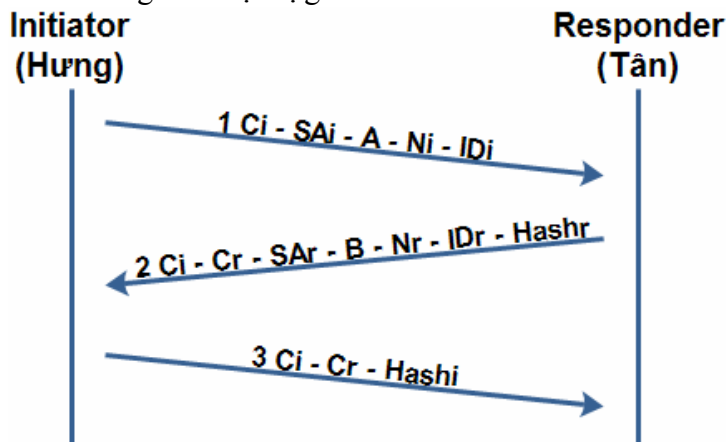 Initiator
(Hưng)
Responder
(Tân)
1 Ci - SAi - A - Ni - IDi
2 Ci - Cr - SAr - B - Nr - IDr - Hashr
3 Ci - Cr - Hashi